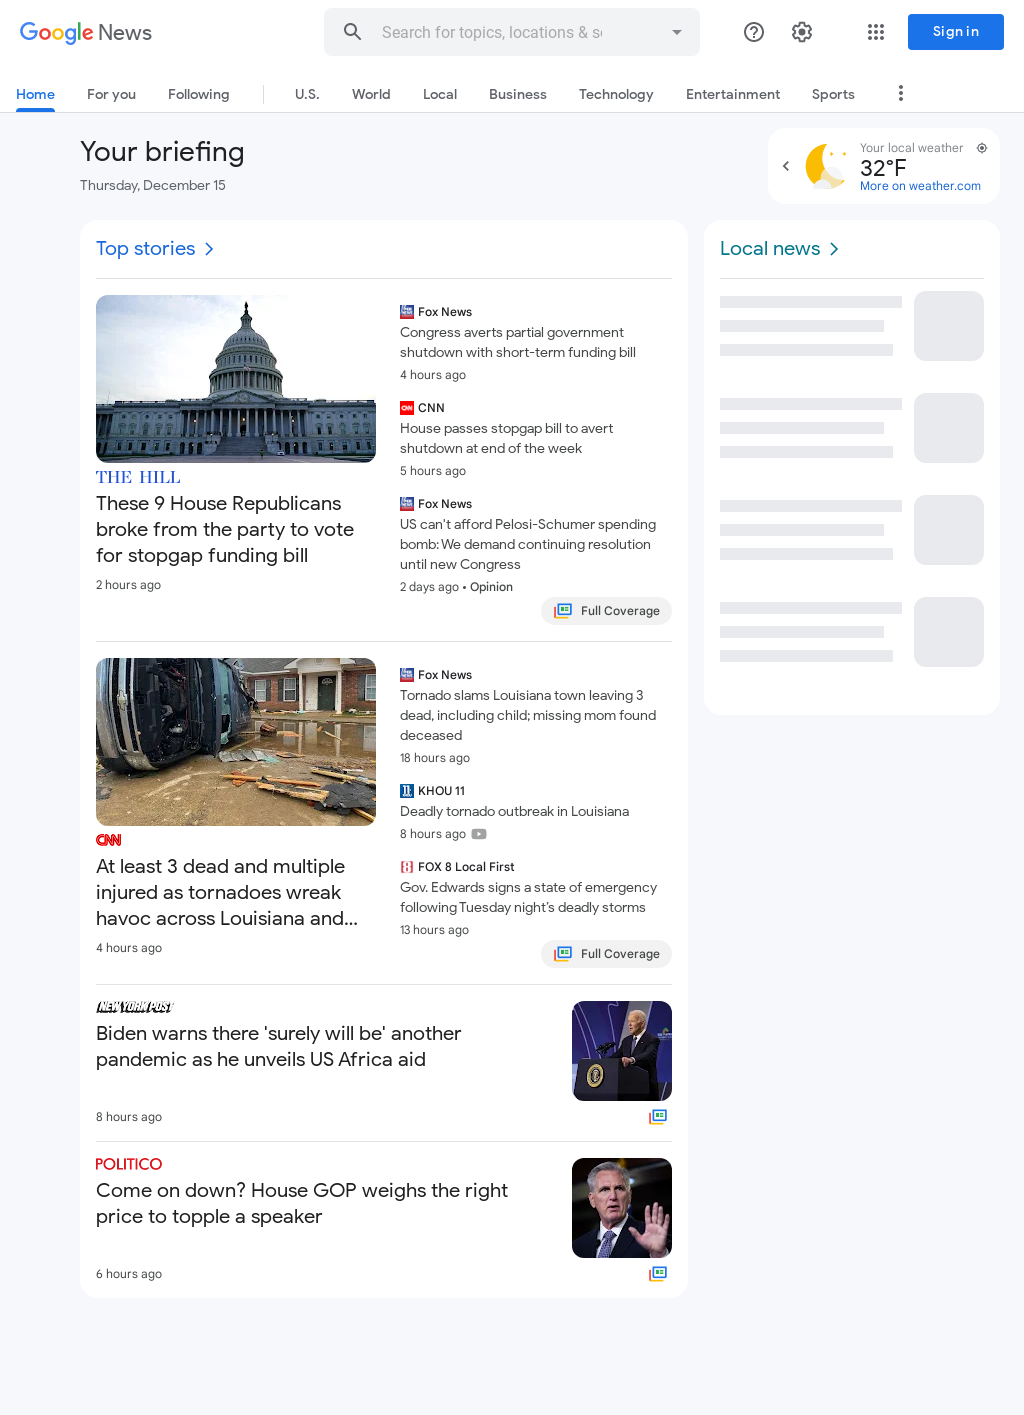 Google News
Search for topics, locations & s
Sign in
Home
For you
Following
U.S.
World
Local
Business
Technology
Entertainment
Sports
Your briefing
Thursday, December 15
Your local weather
32°F
More on weather.com
Top stories
THE HILL
These 9 House Republicans
broke from the party to vote
for stopgap funding bill
2 hours ago
Fox News
Congress averts partial government
shutdown with short-term funding bill
4 hours ago
CNN
House passes stopgap bill to avert
shutdown at end of the week
5 hours ago
Fox News
US can't afford Pelosi-Schumer spending
bomb: We demand continuing resolution
until new Congress
2 days ago • Opinion
Full Coverage
CNN
At least 3 dead and multiple
injured as tornadoes wreak
havoc across Louisiana and...
4 hours ago
Fox News
Tornado slams Louisiana town leaving 3
dead, including child; missing mom found
deceased
18 hours ago
KHOU 11
Deadly tornado outbreak in Louisiana
8 hours ago
FOX 8 Local First
Gov. Edwards signs a state of emergency
following Tuesday night's deadly storms
13 hours ago
Full Coverage
NEW YORK POST
Biden warns there 'surely will be' another
pandemic as he unveils US Africa aid
8 hours ago
POLITICO
Come on down? House GOP weighs the right
price to topple a speaker
6 hours ago
Local news